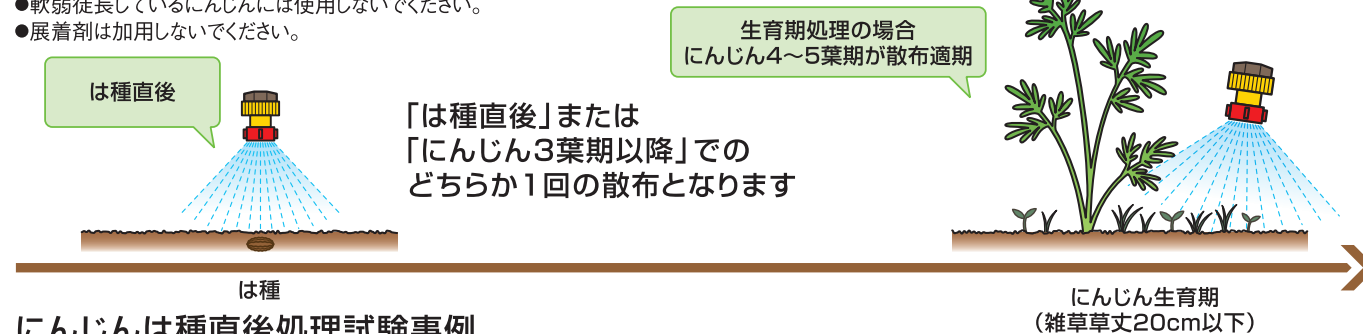 ●軟弱徒長しているにんじんには使用しないでください。
●展着剤は加用しないでください。
は種直後
「は種直後」または
「にんじん3葉期以降」での
どちらか1回の散布となります
生育期処理の場合
にんじん4〜5葉期が散布適期
は種
にんじん生育期
（雑草草丈20cm以下）
にんじんは種直後処理試験事例